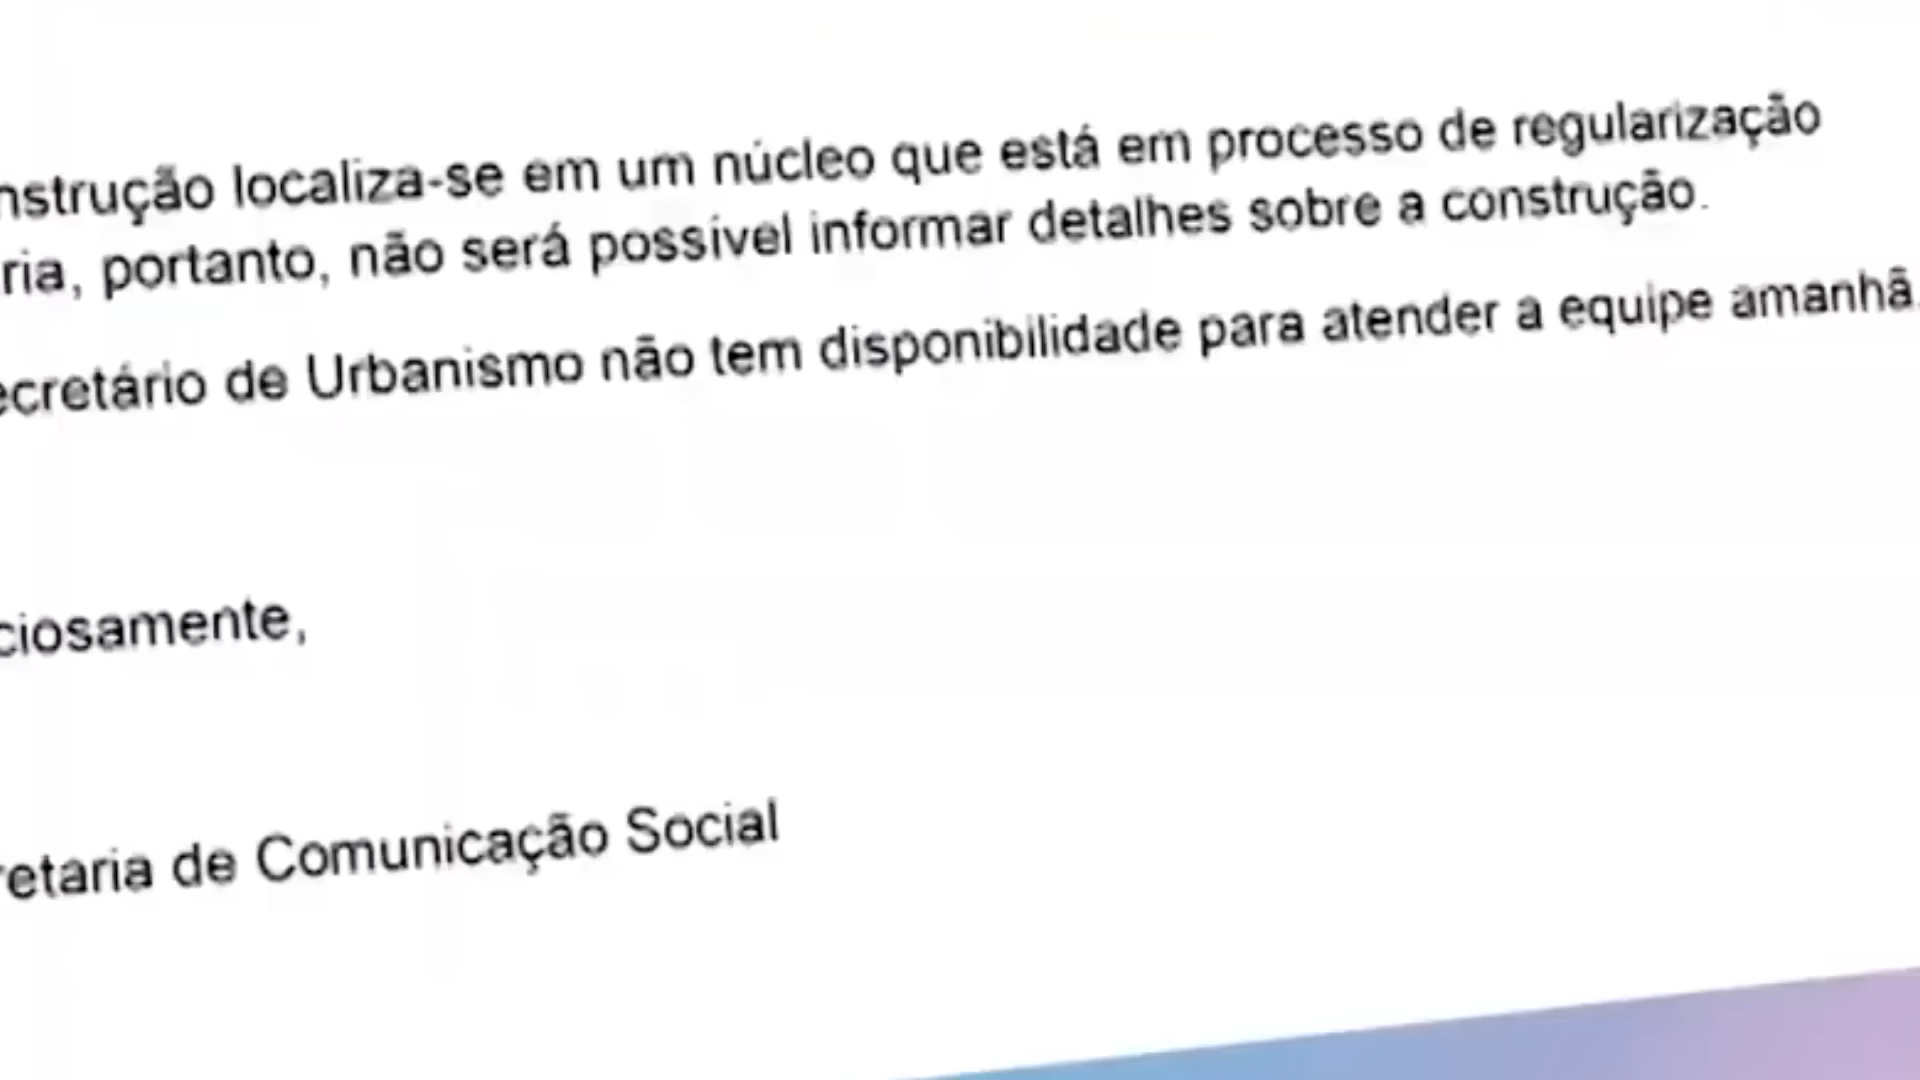 nstrução localiza-se em um núcleo que está em processo de regularização
ria, portanto, não será possível informar detalhes sobre a construção.
ecretário de Urbanismo não tem disponibilidade para atender a equipe amanhã.
ciosamente,
retaria de Comunicação Social